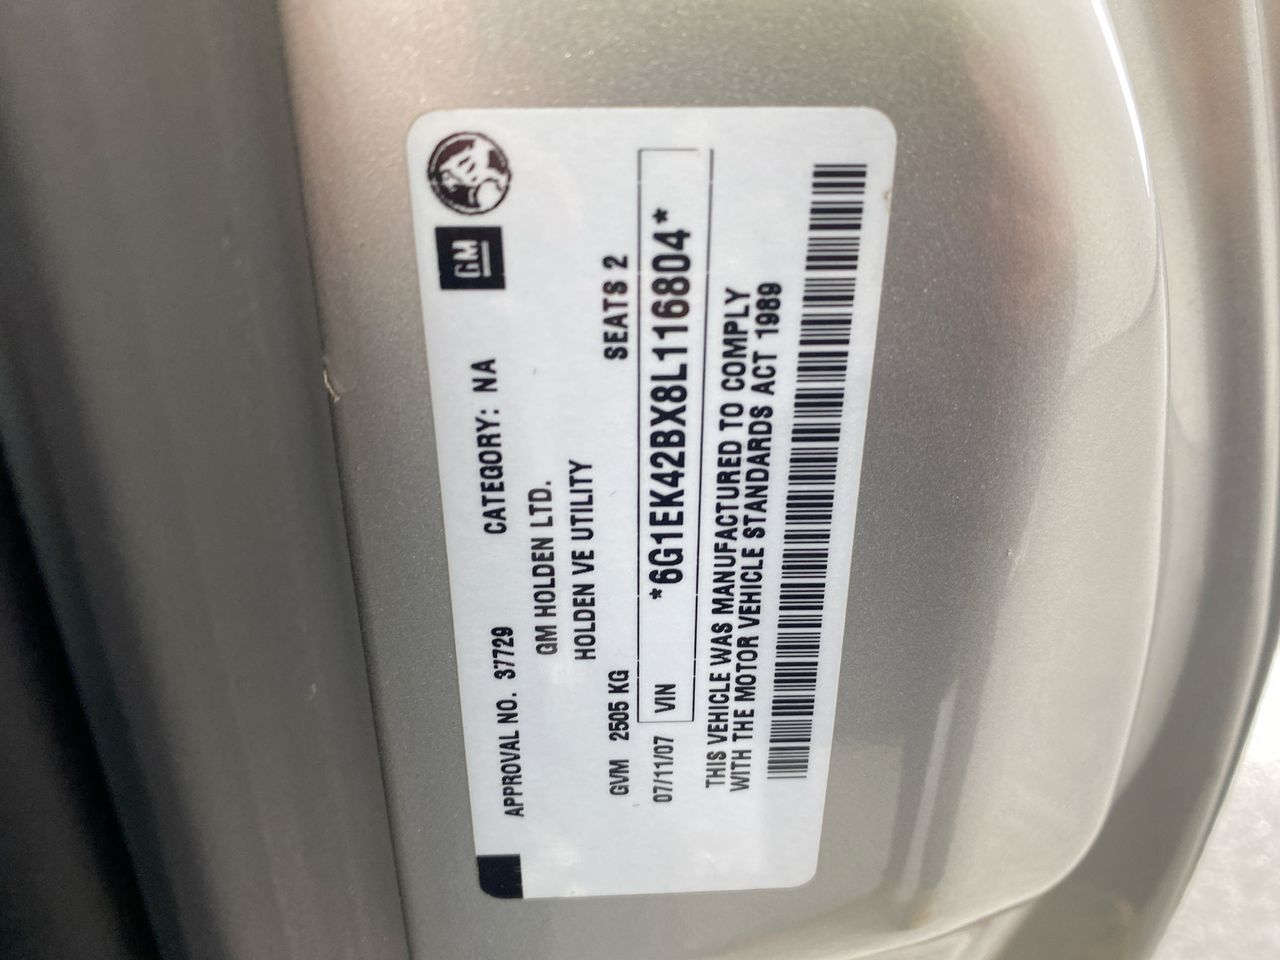 GM
APPROVAL NO. 37729 CATEGORY: NA
GM HOLDEN LTD.
HOLDEN VE UTILITY
GVM 2505 KG SEATS 2
07/11/07 VIN *6G1EK42BX8L116804*
THIS VEHICLE WAS MANUFACTURED TO COMPLY
WITH THE MOTOR VEHICLE STANDARDS ACT 1989